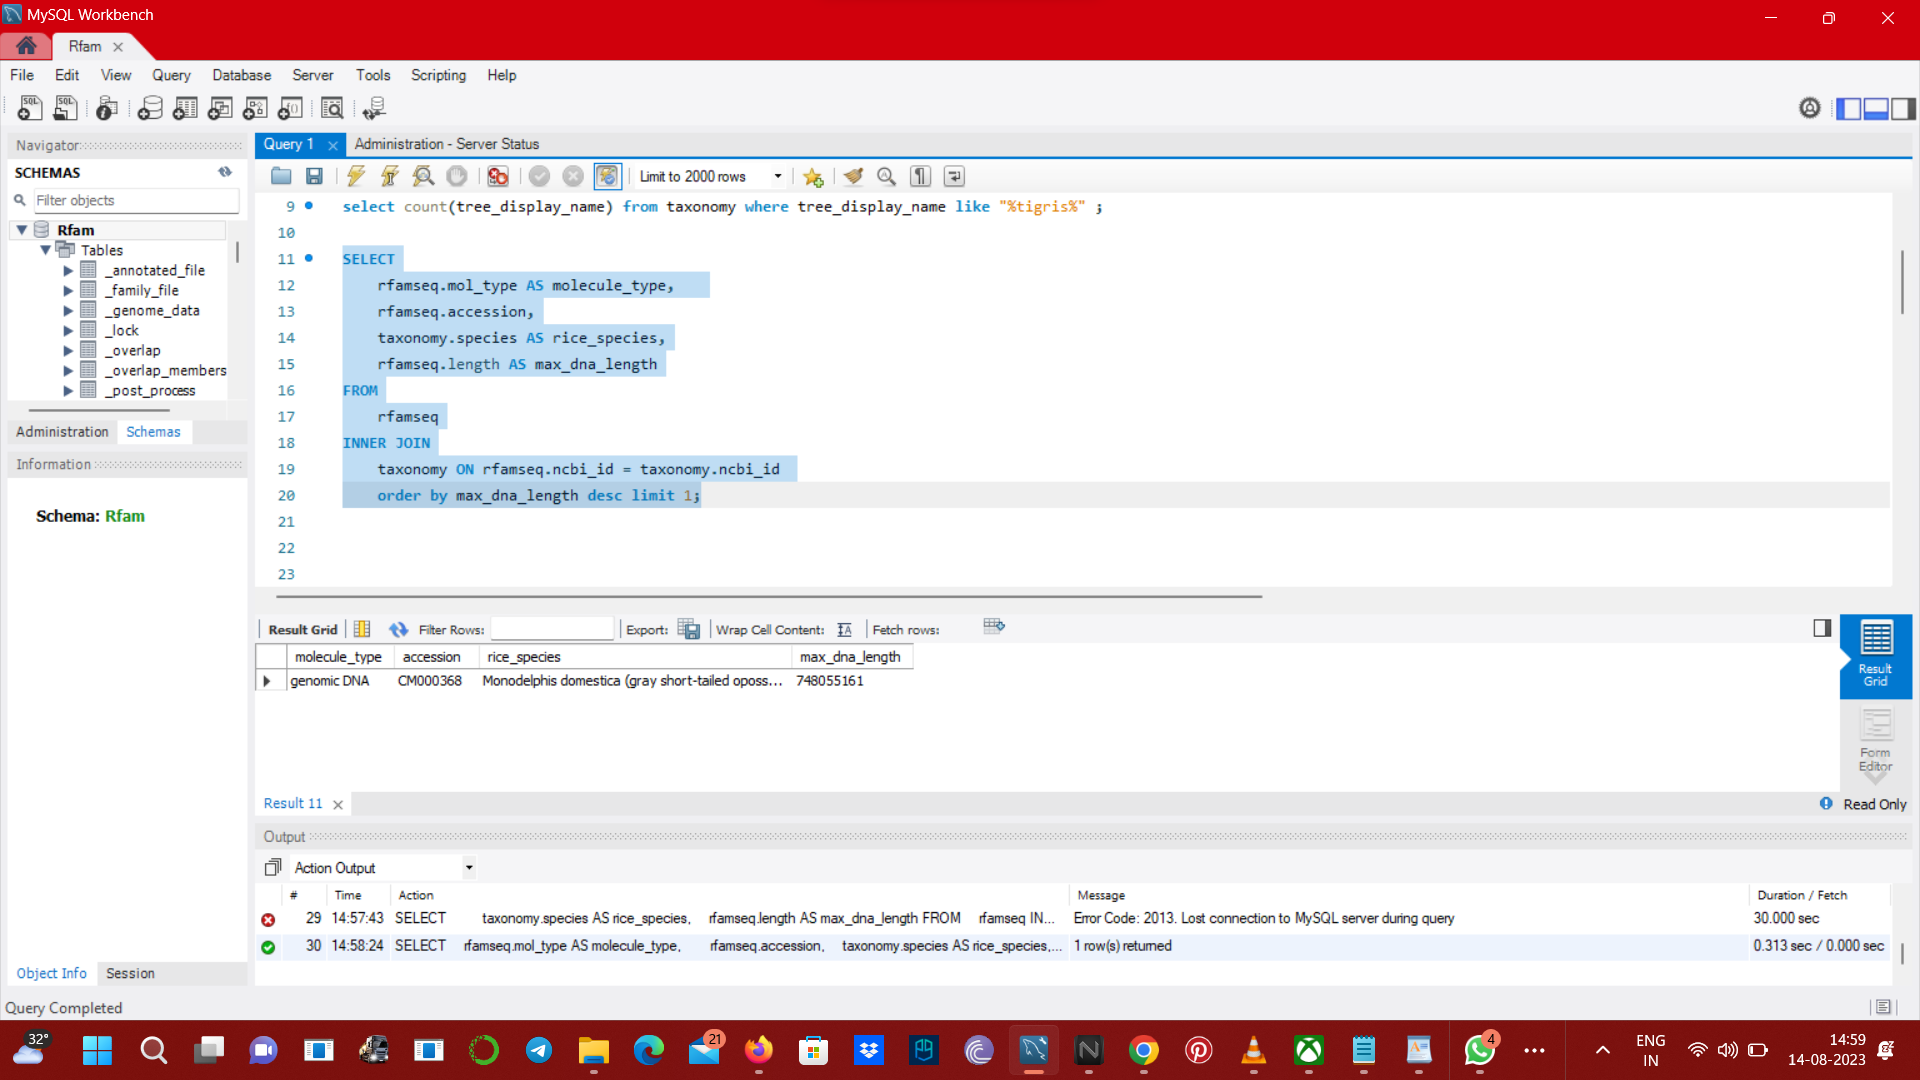 MySQL Workbench
Rfam
File Edit View Query Database Server Tools Scripting Help
Navigator
SCHEMAS
Filter objects
Rfam
Tables
_annotated_file
_family_file
_genome_data
_lock
_overlap
_overlap_members
_post_process
Administration Schemas
Information
Schema: Rfam
Object Info Session
Query 1 Administration - Server Status
Limit to 2000 rows
9 select count(tree_display_name) from taxonomy where tree_display_name like "%tigris%" ;
10
11 SELECT
12 rfamseq.mol_type AS molecule_type,
13 rfamseq.accession,
14 taxonomy.species AS rice_species,
15 rfamseq.length AS max_dna_length
16 FROM
17 rfamseq
18 INNER JOIN
19 taxonomy ON rfamseq.ncbi_id = taxonomy.ncbi_id
20 order by max_dna_length desc limit 1;
21
22
23
Result Grid Filter Rows: Export: Wrap Cell Content: Fetch rows:
molecule_type accession rice_species max_dna_length
genomic DNA CM000368 Monodelphis domestica (gray short-tailed oposs... 748055161
Result
Grid
Form
Editor
Result 11
Read Only
Output
Action Output
# Time Action Message Duration / Fetch
29 14:57:43 SELECT taxonomy.species AS rice_species, rfamseq.length AS max_dna_length FROM rfamseq IN... Error Code: 2013. Lost connection to MySQL server during query 30.000 sec
30 14:58:24 SELECT rfamseq.mol_type AS molecule_type, rfamseq.accession, taxonomy.species AS rice_species,... 1 row(s) returned 0.313 sec / 0.000 sec
Query Completed
32°
21
4
ENG
IN
14:59
14-08-2023